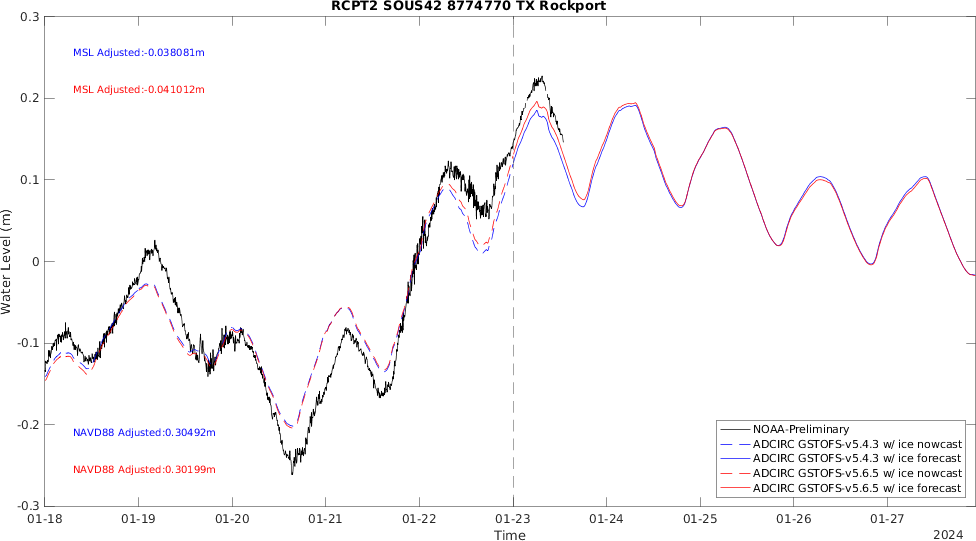 RCPT2 SOUS42 8774770 TX Rockport
0.3
0.2
0.1
0
-0.1
-0.2
-0.3
Water Level (m)
MSL Adjusted:-0.038081m
MSL Adjusted:-0.041012m
NAVD88 Adjusted:0.30492m
NAVD88 Adjusted:0.30199m
NOAA-Preliminary
ADCIRC GSTOFS-v5.4.3 w/ ice nowcast
ADCIRC GSTOFS-v5.4.3 w/ ice forecast
ADCIRC GSTOFS-v5.6.5 w/ ice nowcast
ADCIRC GSTOFS-v5.6.5 w/ ice forecast
01-18 01-19 01-20 01-21 01-22 01-23 01-24 01-25 01-26 01-27
Time
2024